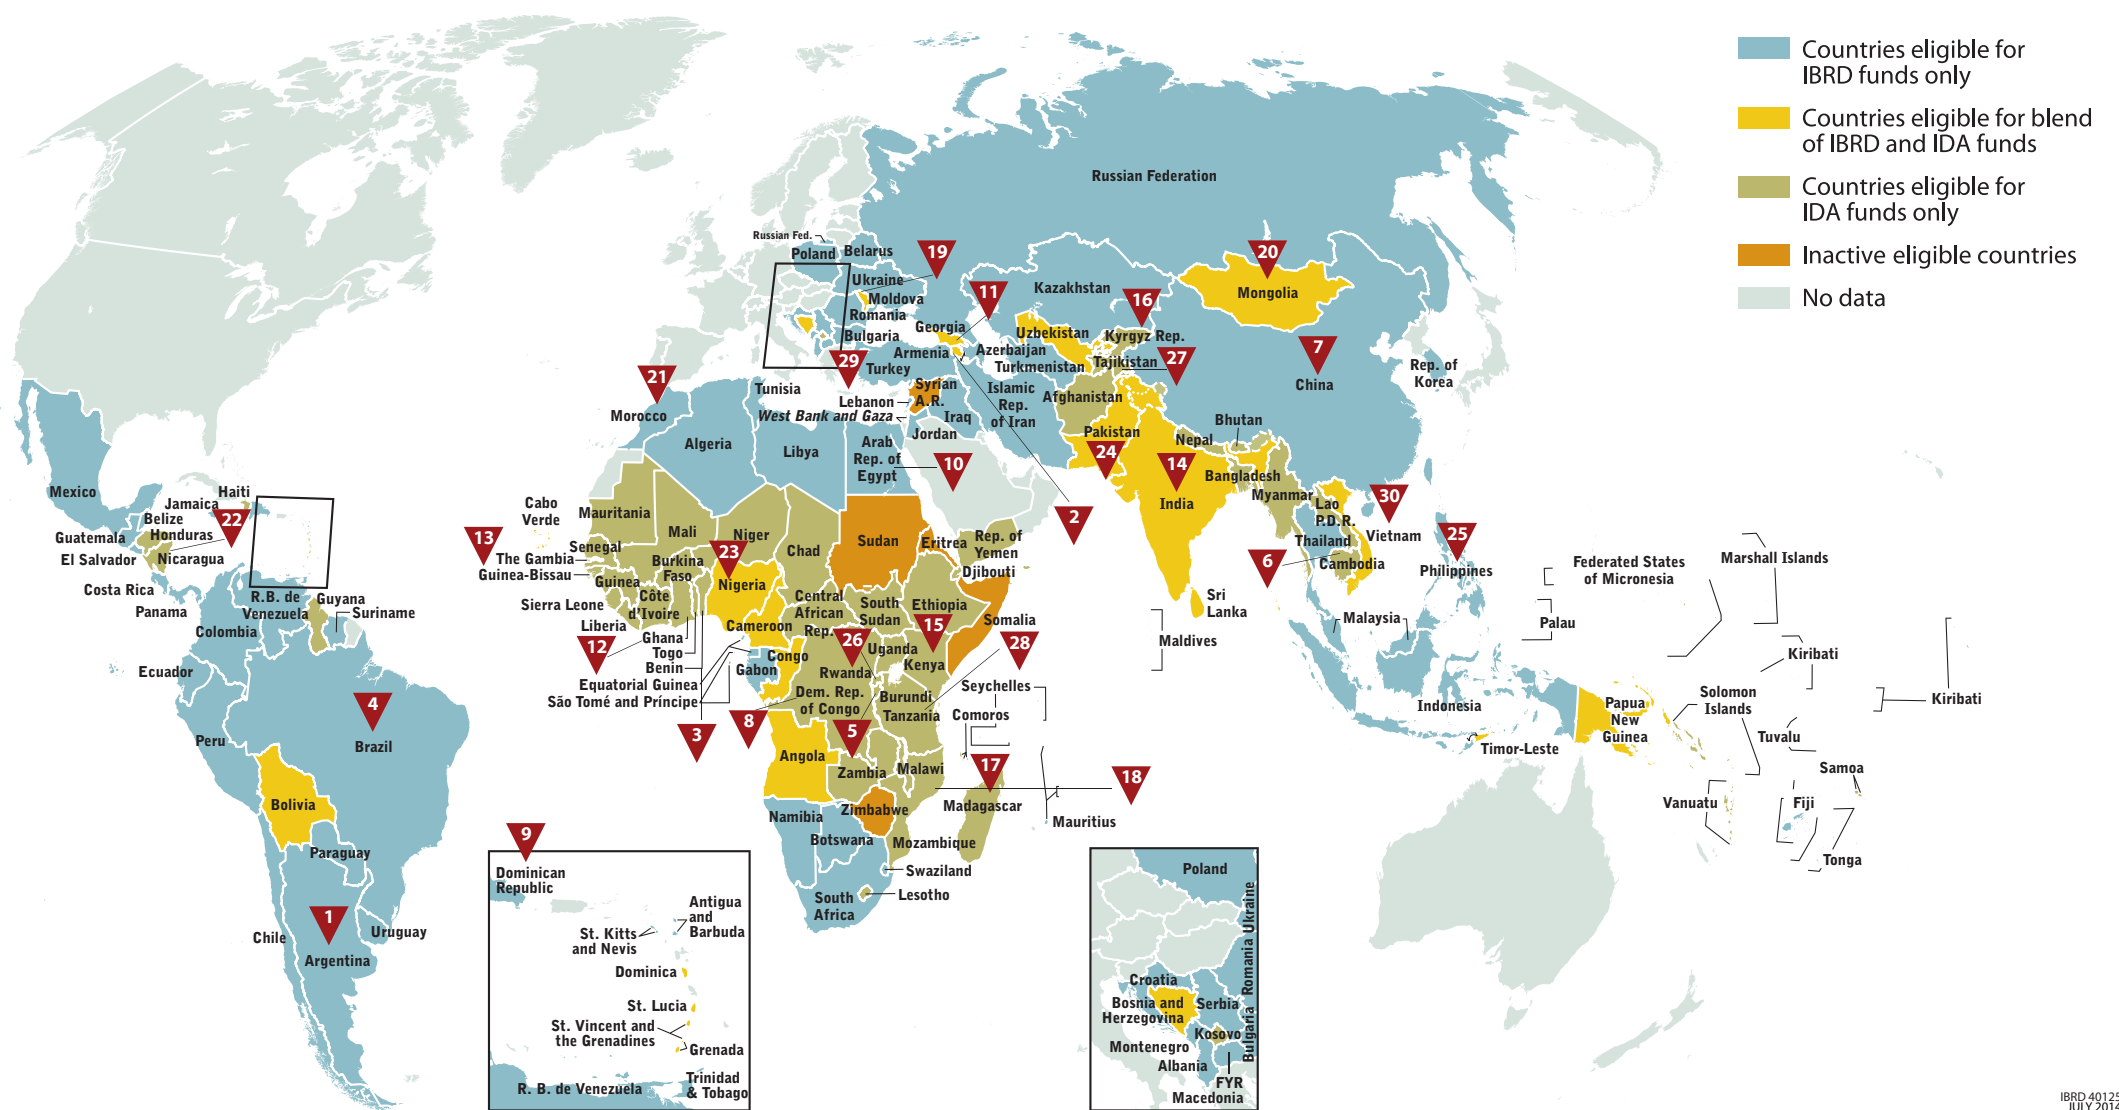 Countries eligible for
IBRD funds only
Countries eligible for blend
of IBRD and IDA funds
Countries eligible for
IDA funds only
Inactive eligible countries
No data
Russian Federation
Russian Fed.
Poland
Belarus
19
20
Ukraine
Moldova
Romania
Bulgaria
11
Kazakhstan
16
Mongolia
Georgia
Uzbekistan
Kyrgyz Rep.
Armenia
Azerbaijan
Turkmenistan
Tajikistan
27
7
China
Rep. of
Korea
29
Turkey
21
Tunisia
Syrian
A.R.
Islamic
Rep.
of Iran
Afghanistan
Lebanon
West Bank and Gaza
Iraq
Jordan
Morocco
Algeria
Libya
Arab
Rep. of
Egypt
10
Pakistan
24
Nepal
Bhutan
14
India
Bangladesh
Myanmar
Lao
P.D.R.
30
Vietnam
Thailand
Cambodia
6
25
Philippines
2
Mexico
Haiti
Jamaica
Belize
Honduras
22
Guatemala
El Salvador
Nicaragua
Costa Rica
Panama
R.B. de
Venezuela
Guyana
Suriname
Colombia
Ecuador
4
Brazil
Peru
Bolivia
Paraguay
Chile
1
Argentina
Uruguay
Cabo
Verde
13
Mauritania
Mali
Niger
Chad
Sudan
Eritrea
Rep. of
Yemen
Djibouti
Senegal
The Gambia
Guinea-Bissau
Guinea
Sierra Leone
Liberia
12
Burkina
Faso
Côte
d'Ivoire
Ghana
Togo
Benin
23
Nigeria
Cameroon
Central
African
Rep.
South
Sudan
Ethiopia
Somalia
15
28
26
Uganda
Kenya
Rwanda
Congo
Gabon
Equatorial Guinea
São Tomé and Príncipe
3
8
Dem. Rep.
of Congo
5
Burundi
Tanzania
Seychelles
Comoros
Angola
Zambia
Malawi
17
18
Madagascar
Mauritius
Zimbabwe
Namibia
Botswana
Mozambique
Swaziland
Lesotho
South
Africa
Sri
Lanka
Maldives
Malaysia
Indonesia
Timor-Leste
Papua
New
Guinea
Federated States
of Micronesia
Marshall Islands
Palau
Kiribati
Kiribati
Solomon
Islands
Tuvalu
Samoa
Vanuatu
Fiji
Tonga
9
Dominican
Republic
Antigua
and
Barbuda
St. Kitts
and Nevis
Dominica
St. Lucia
St. Vincent and
the Grenadines
Grenada
R. B. de Venezuela
Trinidad
& Tobago
Poland
Ukraine
Romania
Bulgaria
Croatia
Bosnia and
Herzegovina
Serbia
Kosovo
Montenegro
Albania
FYR
Macedonia
IBRD 40125
JULY 2014